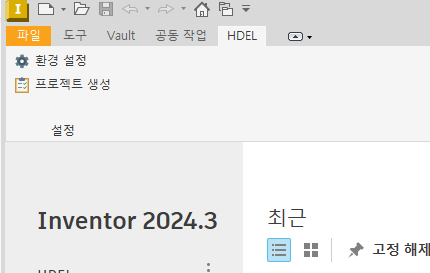 I
파일 도구 Vault 공동 작업 HDEL
환경 설정
프로젝트 생성
설정
Inventor 2024.3
최근
고정 해제
HDEL